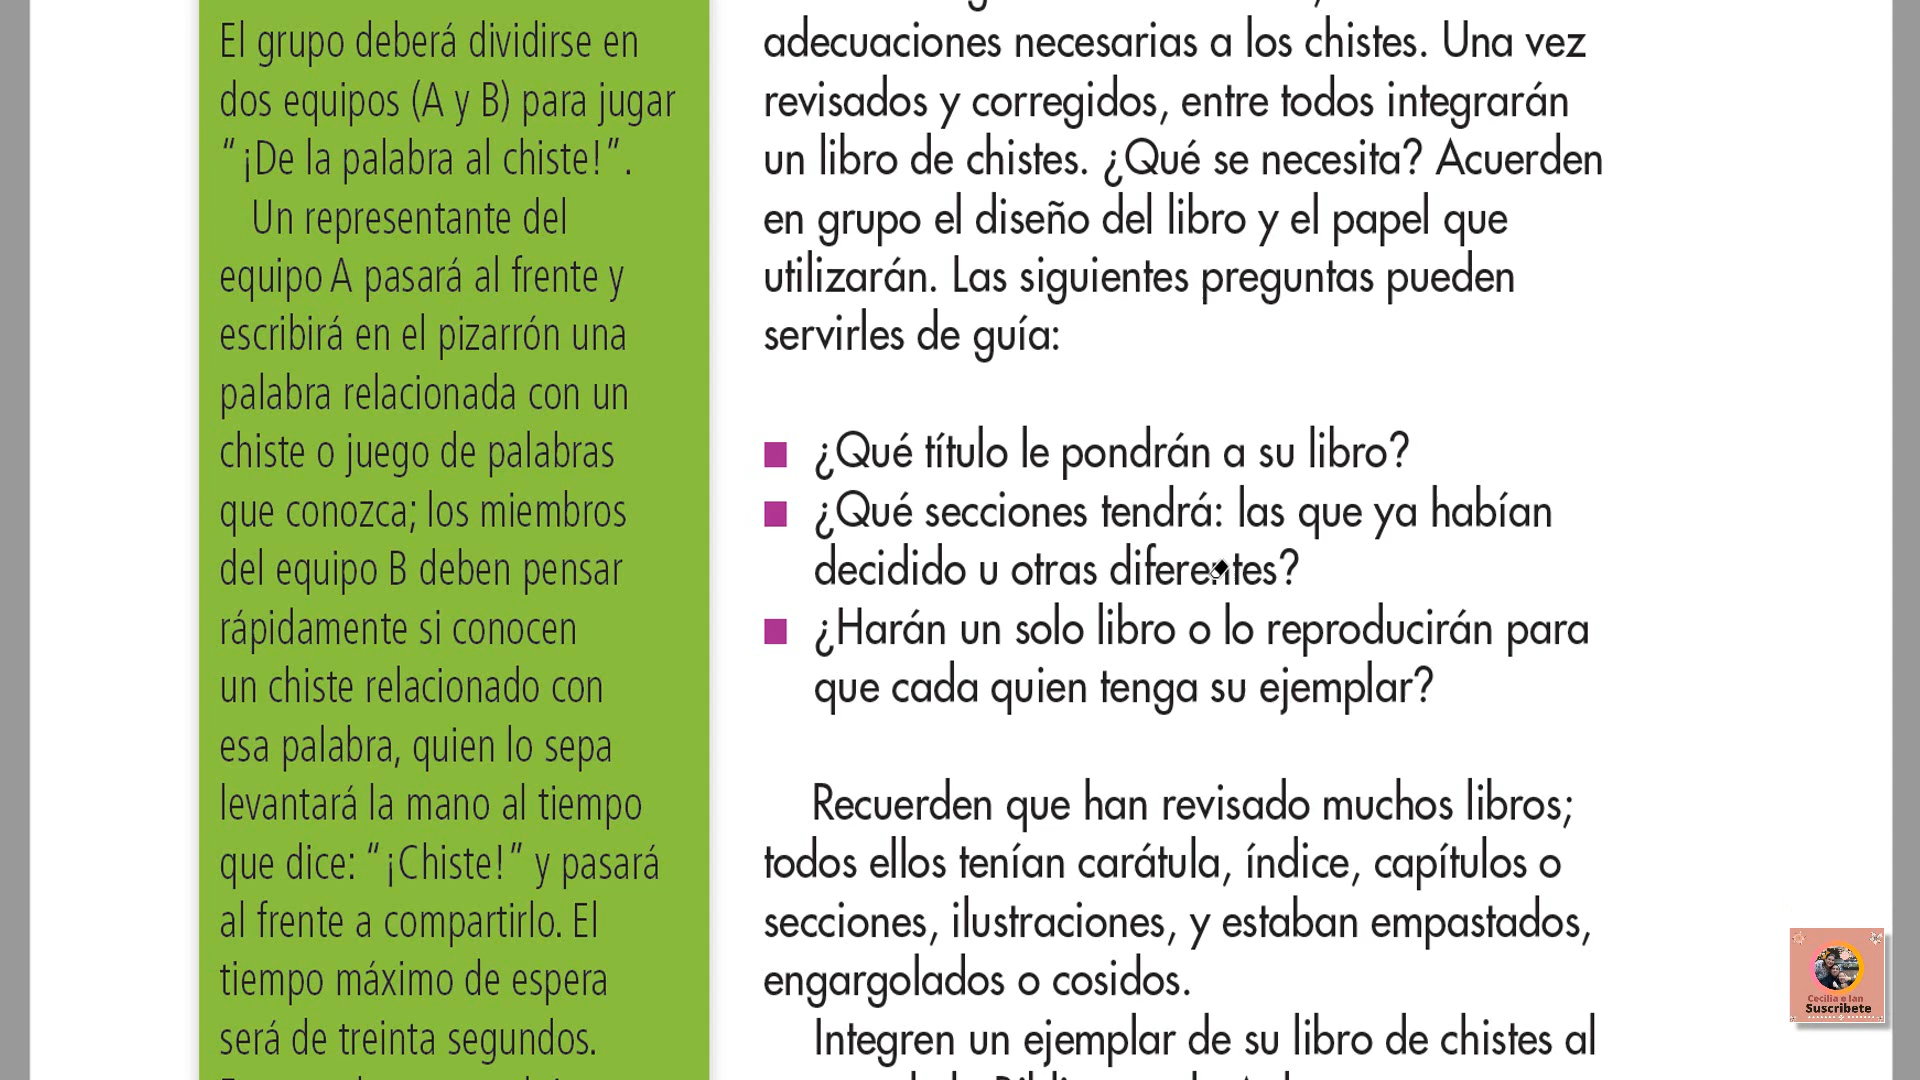 El grupo deberá dividirse en
dos equipos (A y B) para jugar
“¡De la palabra al chiste!”.
Un representante del
equipo A pasará al frente y
escribirá en el pizarrón una
palabra relacionada con un
chiste o juego de palabras
que conozca; los miembros
del equipo B deben pensar
rápidamente si conocen
un chiste relacionado con
esa palabra, quien lo sepa
levantará la mano al tiempo
que dice: “¡Chiste!” y pasará
al frente a compartirlo. El
tiempo máximo de espera
será de treinta segundos.
adecuaciones necesarias a los chistes. Una vez
revisados y corregidos, entre todos integrarán
un libro de chistes. ¿Qué se necesita? Acuerden
en grupo el diseño del libro y el papel que
utilizarán. Las siguientes preguntas pueden
servirles de guía:
¿Qué título le pondrán a su libro?
¿Qué secciones tendrá: las que ya habían
decidido u otras diferentes?
¿Harán un solo libro o lo reproducirán para
que cada quien tenga su ejemplar?
Recuerden que han revisado muchos libros;
todos ellos tenían carátula, índice, capítulos o
secciones, ilustraciones, y estaban empastados,
engargolados o cosidos.
Integren un ejemplar de su libro de chistes al
Cecilia e Ian
Suscribete